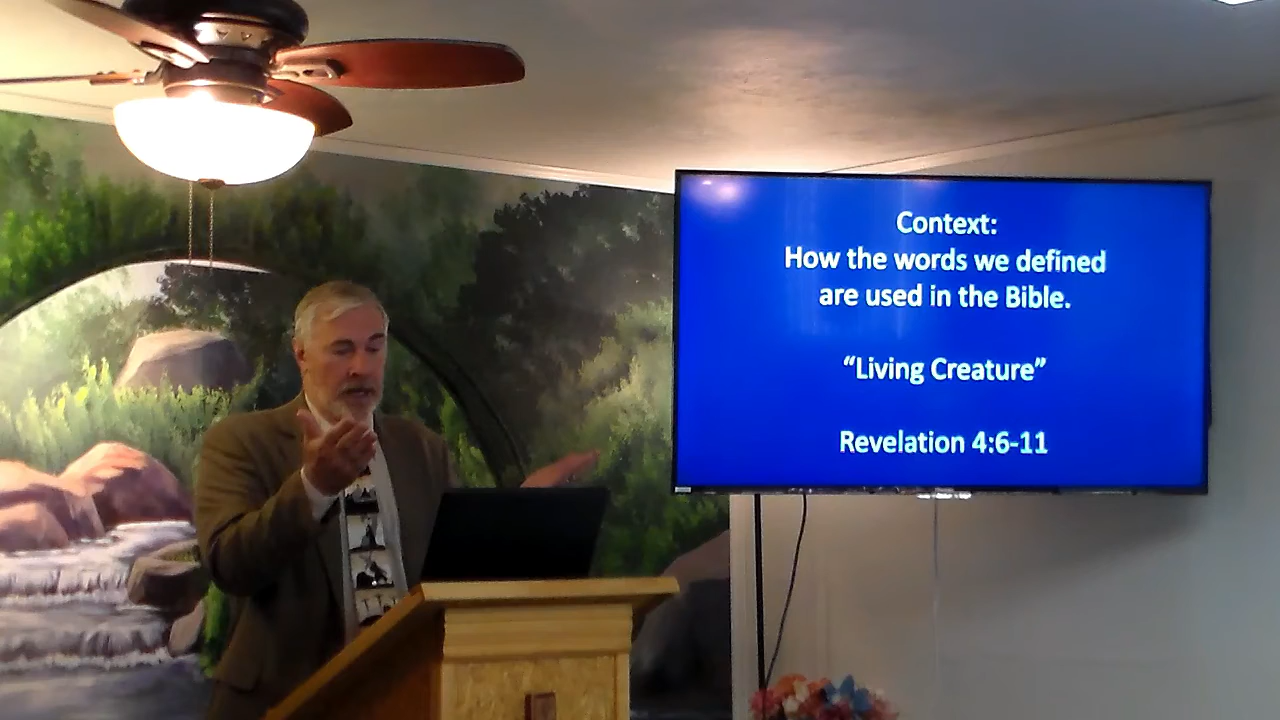 Context:
How the words we defined
are used in the Bible.
“Living Creature”
Revelation 4:6-11